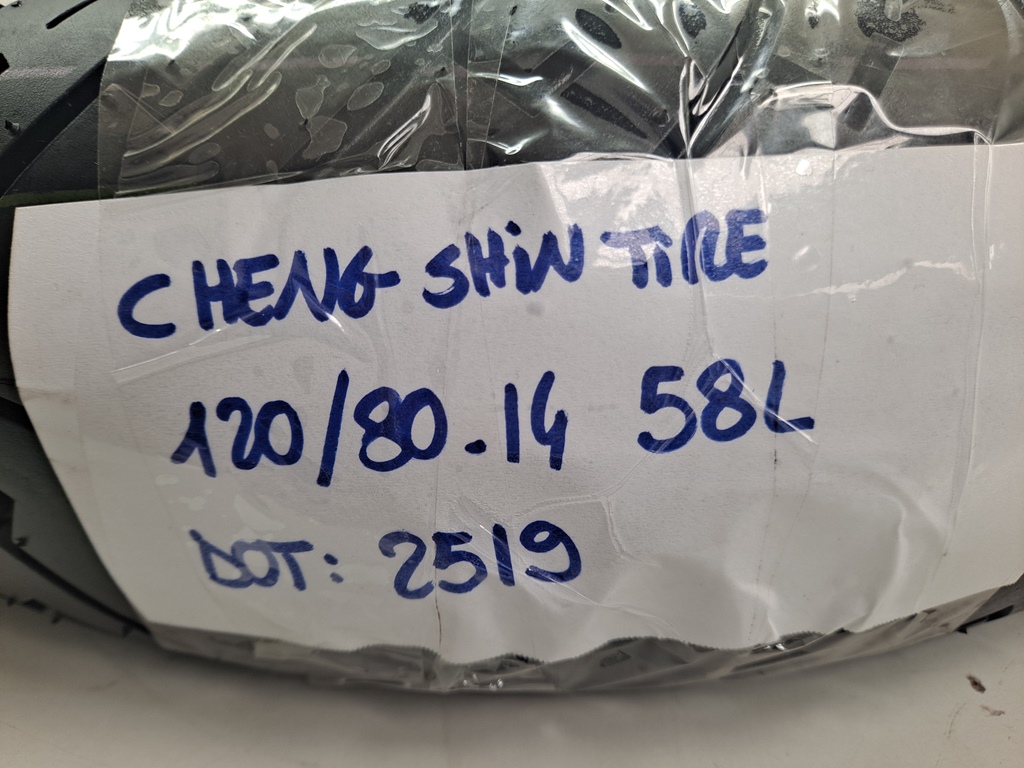 CHENG SHiN TiRE
120/80.14 58L
DOT: 2519